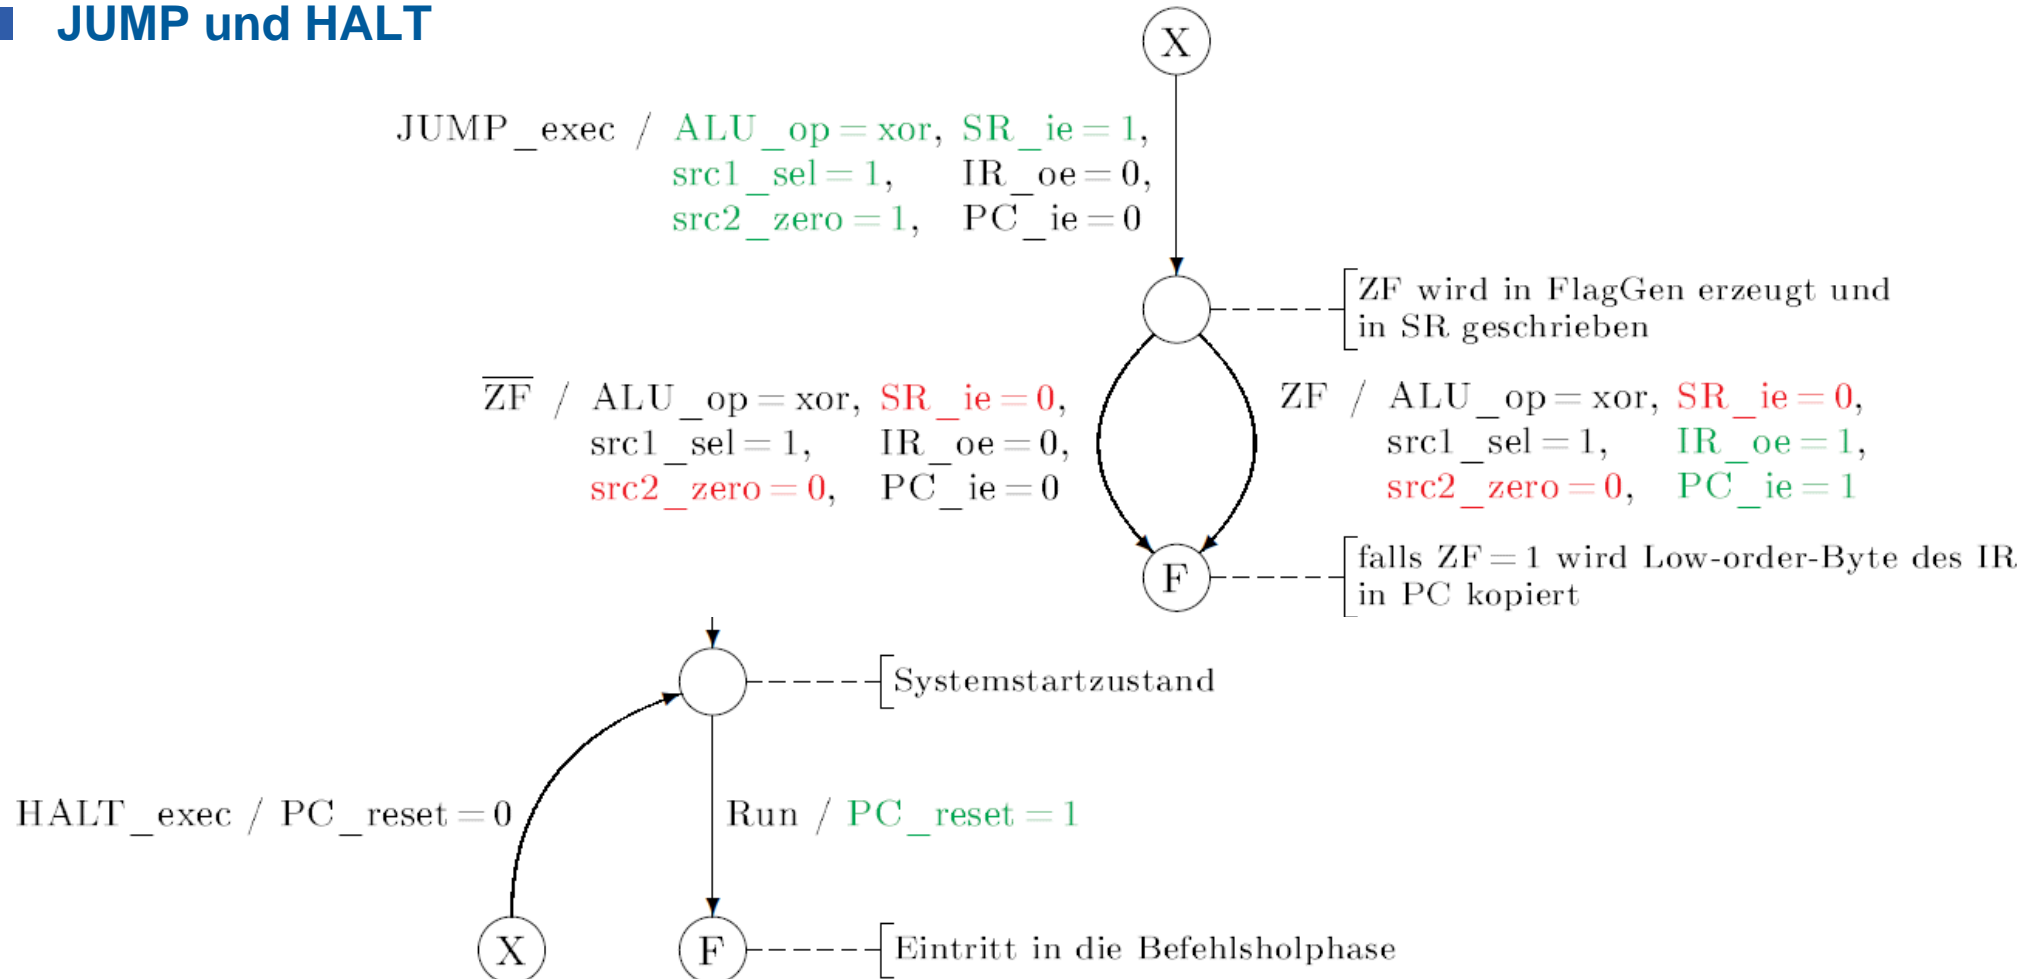 JUMP und HALT
X
JUMP_exec / ALU_op = xor, SR_ie = 1,
src1_sel = 1, IR_oe = 0,
src2_zero = 1, PC_ie = 0
ZF wird in FlagGen erzeugt und
in SR geschrieben
Z̅F̅ / ALU_op = xor, SR_ie = 0,
src1_sel = 1, IR_oe = 0,
src2_zero = 0, PC_ie = 0
ZF / ALU_op = xor, SR_ie = 0,
src1_sel = 1, IR_oe = 1,
src2_zero = 0, PC_ie = 1
F
falls ZF = 1 wird Low-order-Byte des IR
in PC kopiert
Systemstartzustand
HALT_exec / PC_reset = 0
Run / PC_reset = 1
X
F
Eintritt in die Befehlsholphase